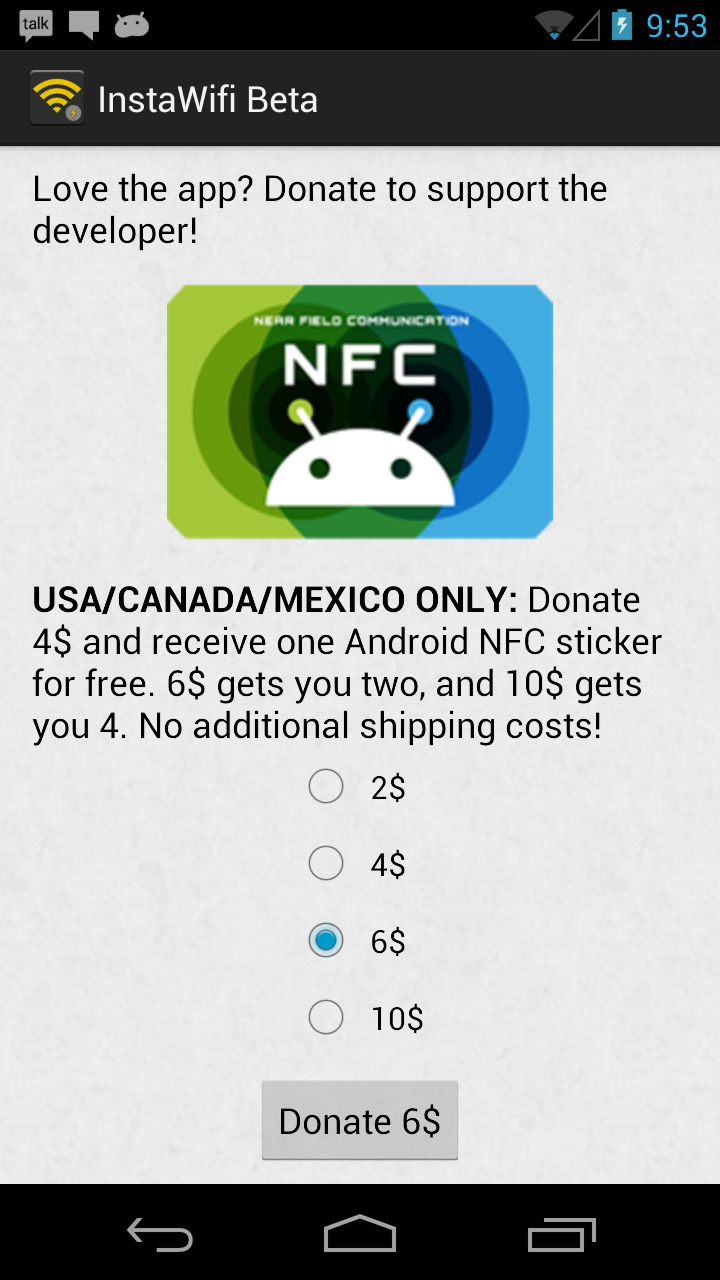 talk
9:53
InstaWifi Beta
Love the app? Donate to support the
developer!
NEAR FIELD COMMUNICATION
NFC
USA/CANADA/MEXICO ONLY: Donate
4$ and receive one Android NFC sticker
for free. 6$ gets you two, and 10$ gets
you 4. No additional shipping costs!
2$
4$
6$
10$
Donate 6$